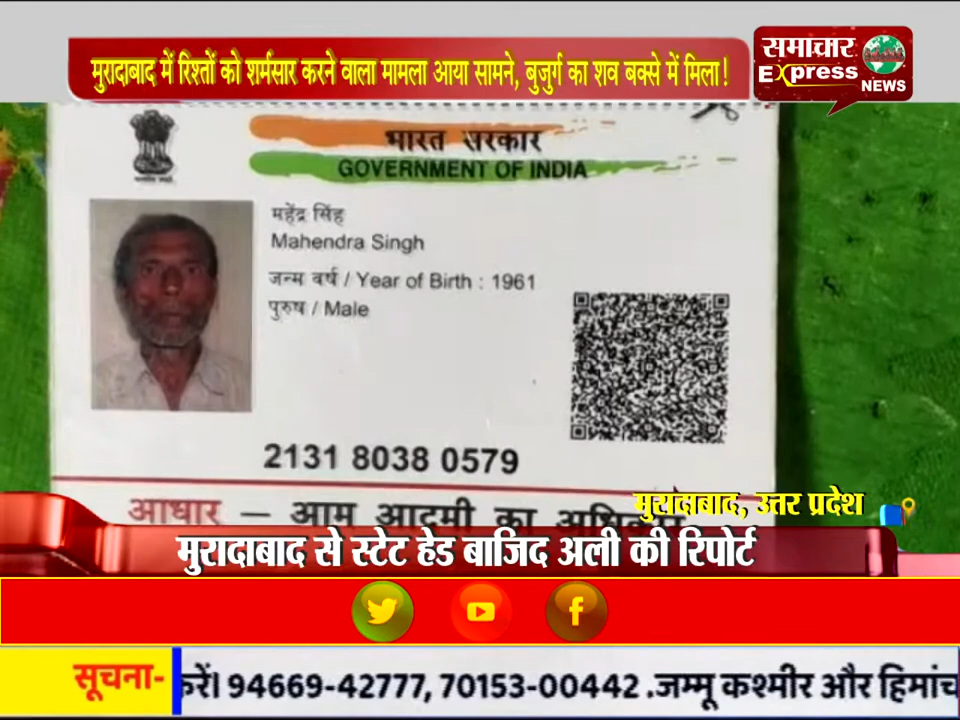 मुरादाबाद में रिश्तों को शर्मसार करने वाला मामला आया सामने, बुजुर्ग का शव बक्से में मिला!
समाचार
Express
NEWS
भारत सरकार
GOVERNMENT OF INDIA
महेंद्र सिंह
Mahendra Singh
जन्म वर्ष / Year of Birth : 1961
पुरुष / Male
2131 8038 0579
आधार — आम आदमी का
मुरादाबाद, उत्तर प्रदेश
मुरादाबाद से स्टेट हेड बाजिद अली की रिपोर्ट
सूचना- करें। 94669-42777, 70153-00442 .जम्मू कश्मीर और